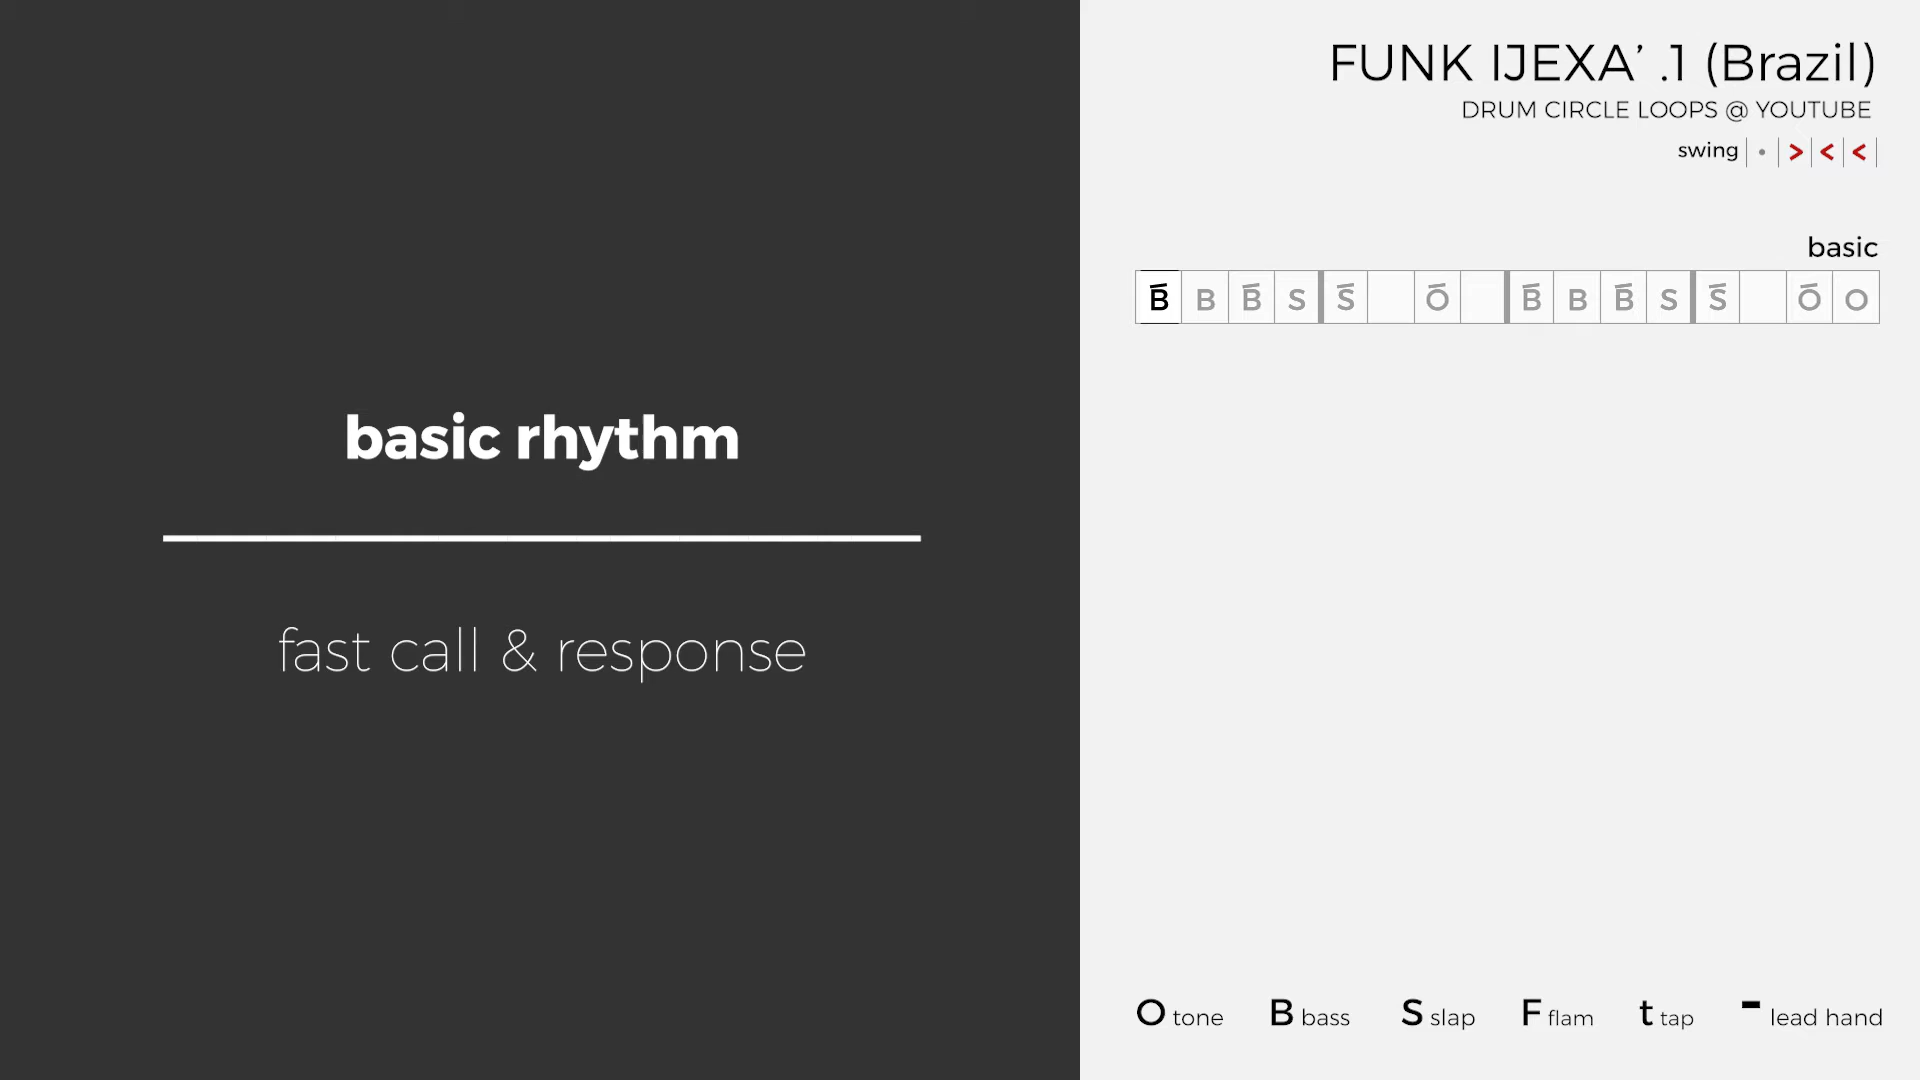 basic rhythm
fast call & response
FUNK IJEXA’ .1 (Brazil)
DRUM CIRCLE LOOPS @ YOUTUBE
swing | • | > | < | < |
basic
B̄ B B̄ S S̄ Ō B̄ B B̄ S S̄ Ō O
O tone B bass S slap F flam t tap - lead hand